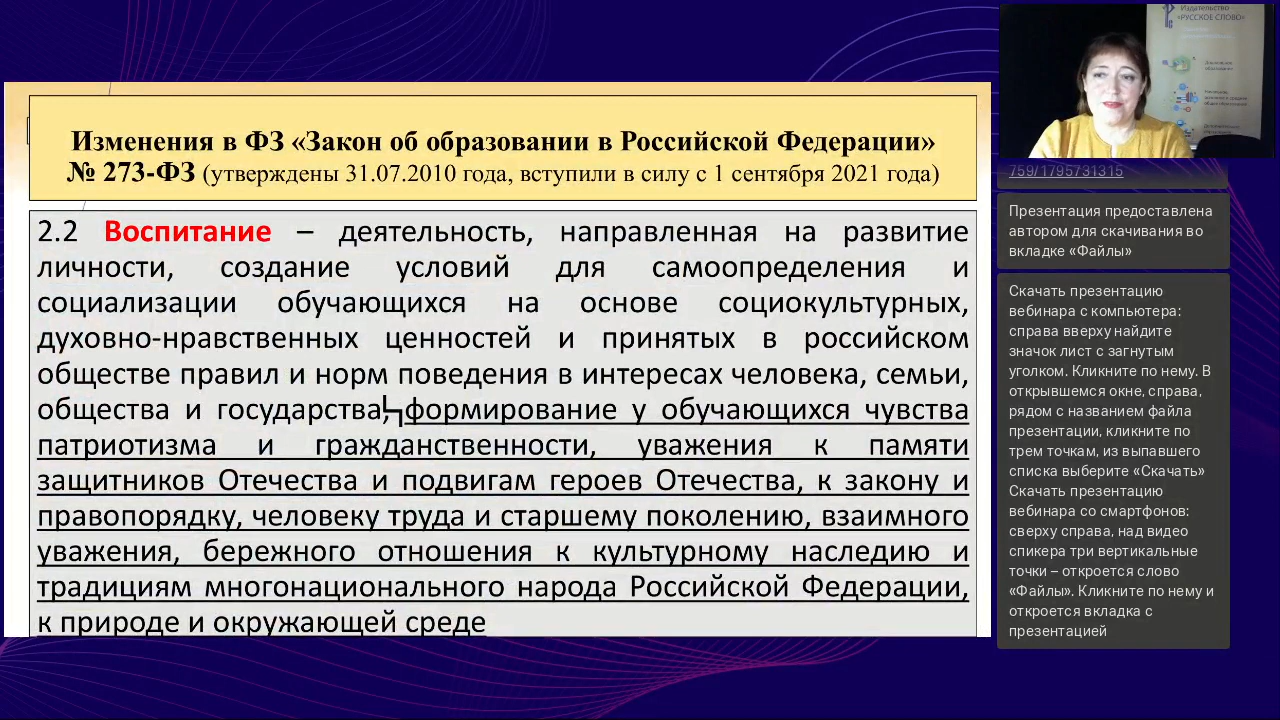 Изменения в ФЗ «Закон об образовании в Российской Федерации»
№ 273-ФЗ (утверждены 31.07.2010 года, вступили в силу с 1 сентября 2021 года)
2.2 Воспитание – деятельность, направленная на развитие
личности, создание условий для самоопределения и
социализации обучающихся на основе социокультурных,
духовно-нравственных ценностей и принятых в российском
обществе правил и норм поведения в интересах человека, семьи,
общества и государства, формирование у обучающихся чувства
патриотизма и гражданственности, уважения к памяти
защитников Отечества и подвигам героев Отечества, к закону и
правопорядку, человеку труда и старшему поколению, взаимного
уважения, бережного отношения к культурному наследию и
традициям многонационального народа Российской Федерации,
к природе и окружающей среде
Издательство
«РУССКОЕ СЛОВО»
759/1795731315
Презентация предоставлена
автором для скачивания во
вкладке «Файлы»
Скачать презентацию
вебинара с компьютера:
справа вверху найдите
значок лист с загнутым
уголком. Кликните по нему. В
открывшемся окне, справа,
рядом с названием файла
презентации, кликните по
трем точкам, из выпавшего
списка выберите «Скачать»
Скачать презентацию
вебинара со смартфонов:
сверху справа, над видео
спикера три вертикальные
точки – откроется слово
«Файлы». Кликните по нему и
откроется вкладка с
презентацией